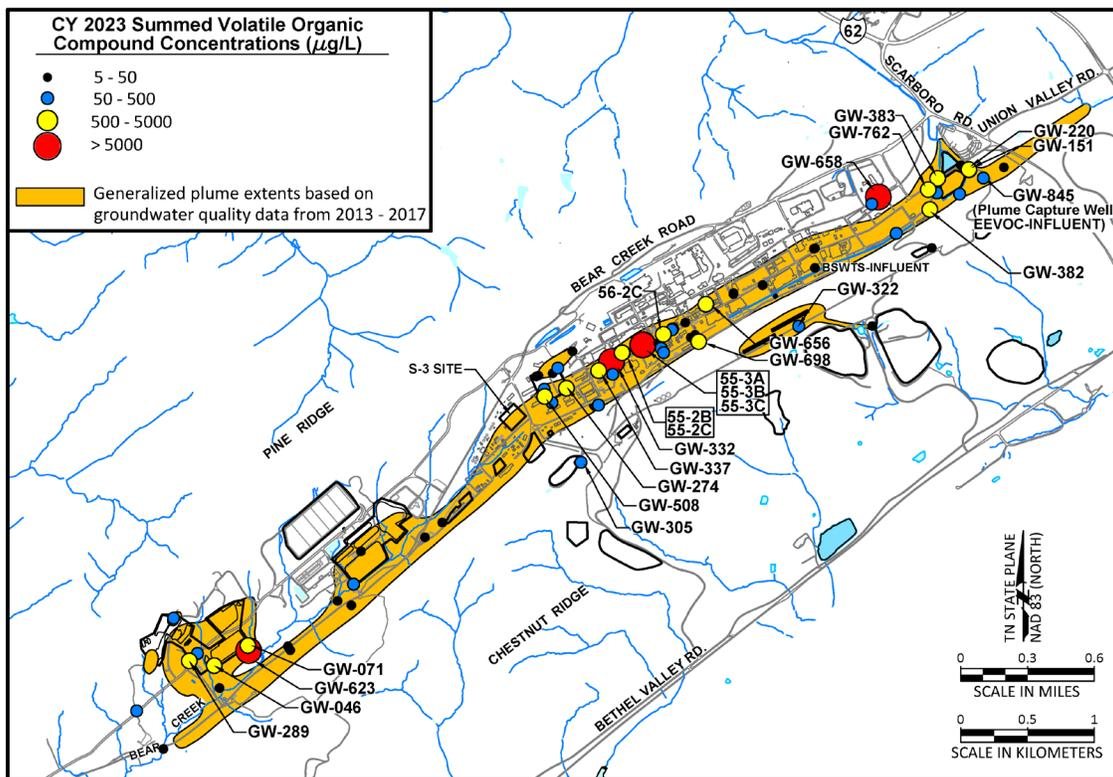 CY 2023 Summed Volatile Organic
Compound Concentrations (µg/L)
5 - 50
50 - 500
500 - 5000
> 5000
Generalized plume extents based on
groundwater quality data from 2013 - 2017
62
SCARBORO RD.
UNION VALLEY RD.
GW-383
GW-762
GW-220
GW-151
GW-658
GW-845
(Plume Capture Well
EEVOC-INFLUENT)
BEAR CREEK ROAD
BSWTS-INFLUENT
GW-382
56-2C
GW-322
GW-656
GW-698
S-3 SITE
55-3A
55-3B
55-3C
55-2B
55-2C
PINE RIDGE
GW-332
GW-337
GW-274
GW-508
GW-305
TN STATE PLANE
NAD 83 (NORTH)
CHESTNUT RIDGE
BETHEL VALLEY RD.
GW-071
GW-623
GW-046
GW-289
BEAR CREEK
0 0.3 0.6
SCALE IN MILES
0 0.5 1
SCALE IN KILOMETERS